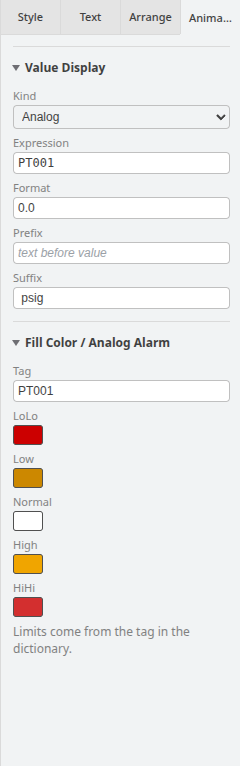 Style Text Arrange Anima...
Value Display
Kind
Analog
Expression
PT001
Format
0.0
Prefix
text before value
Suffix
psig
Fill Color / Analog Alarm
Tag
PT001
LoLo
Low
Normal
High
HiHi
Limits come from the tag in the
dictionary.